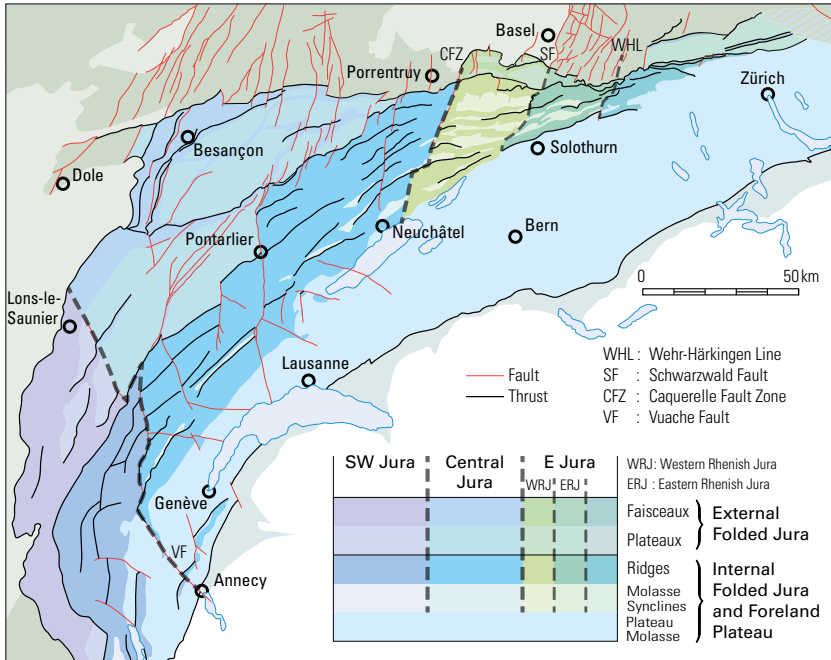 Basel
CFZ
SF
WHL
Porrentruy
Zürich
Besançon
Solothurn
Dole
Neuchâtel
Bern
Pontarlier
0 50 km
Lons-le-
Saunier
WHL : Wehr-Härkingen Line
SF : Schwarzwald Fault
CFZ : Caquerelle Fault Zone
VF : Vuache Fault
Lausanne
Fault
Thrust
SW Jura
Central
Jura
E Jura
WRJ ERJ
WRJ: Western Rhenish Jura
ERJ : Eastern Rhenish Jura
Genève
Faisceaux
Plateaux
External
Folded Jura
VF
Annecy
Ridges
Molasse
Synclines
Plateau
Molasse
Internal
Folded Jura
and Foreland
Plateau